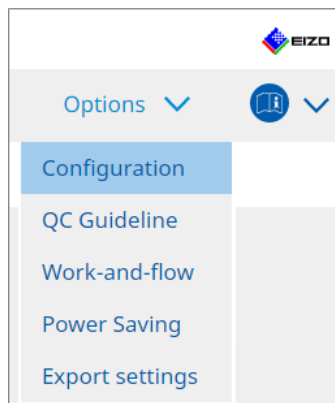 EIZO
Options
Configuration
QC Guideline
Work-and-flow
Power Saving
Export settings